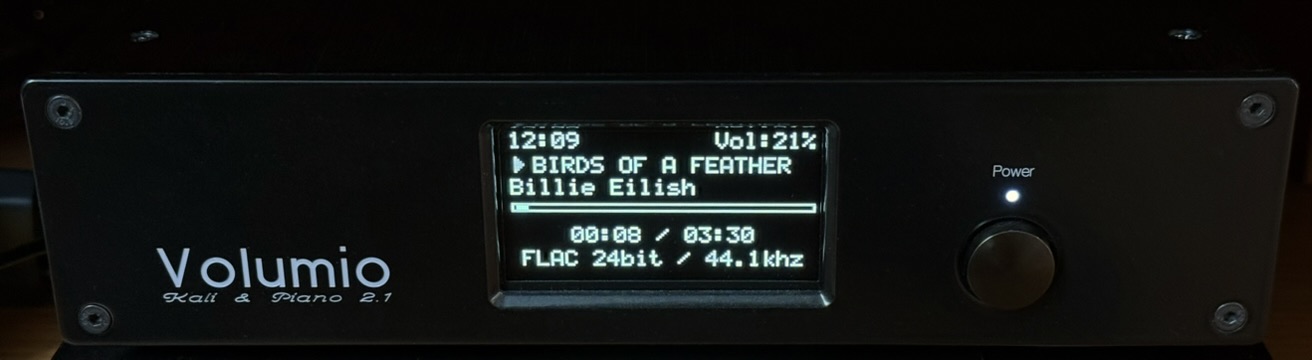 Volumio
Kali & Piano 2.1
12:09 Vol:21%
BIRDS OF A FEATHER
Billie Eilish
00:08 / 03:30
FLAC 24bit / 44.1khz
Power